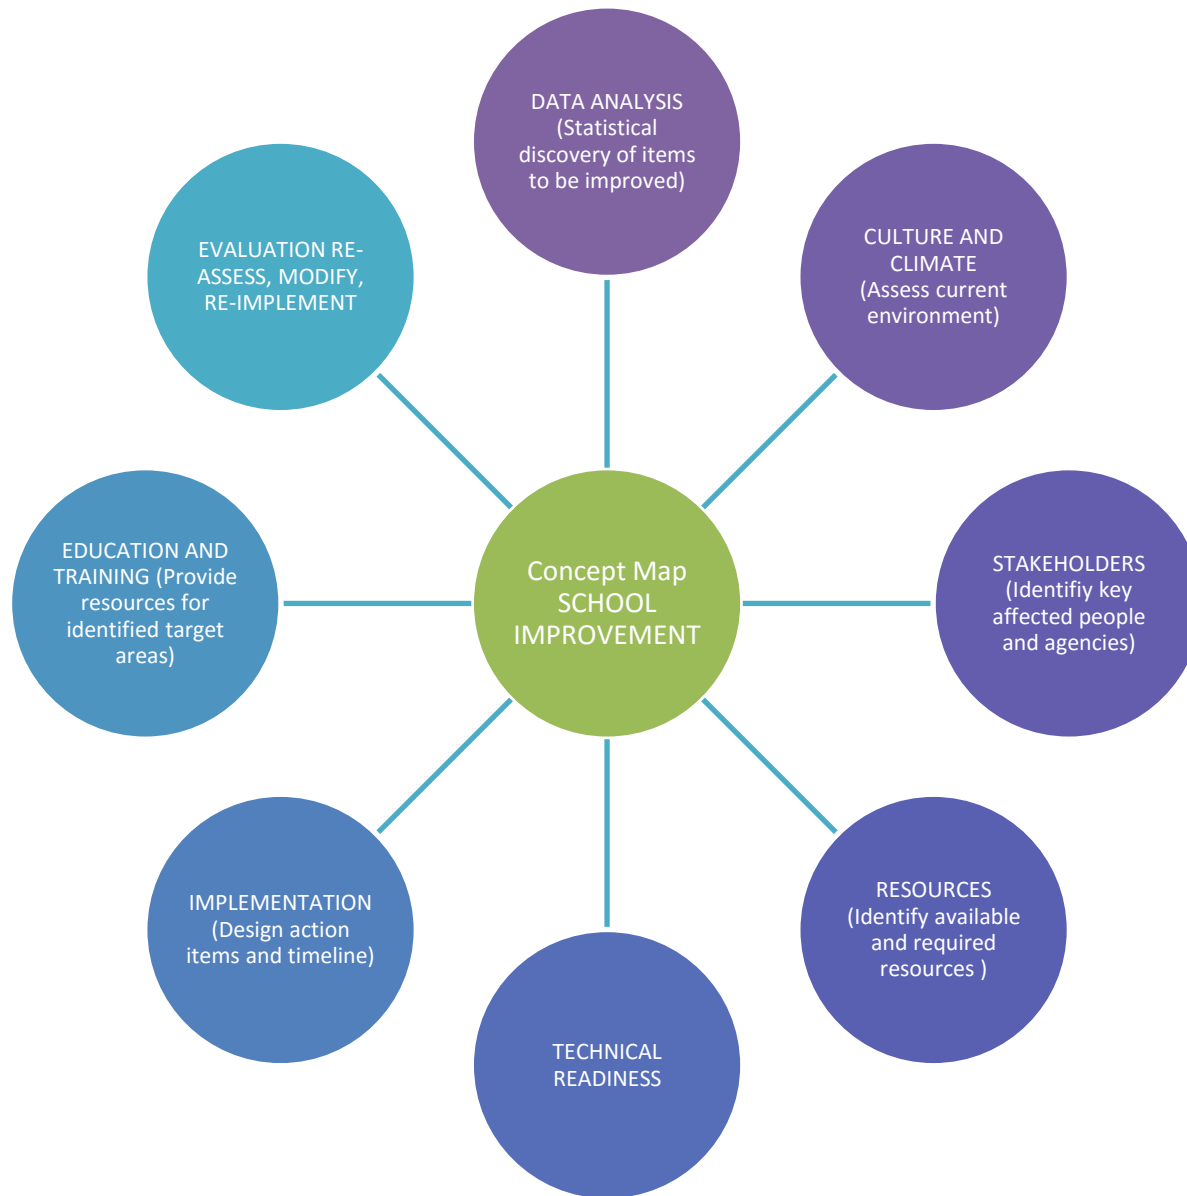 DATA ANALYSIS
(Statistical
discovery of items
to be improved)
CULTURE AND
CLIMATE
(Assess current
environment)
STAKEHOLDERS
(Identifiy key
affected people
and agencies)
RESOURCES
(Identify available
and required
resources )
TECHNICAL
READINESS
IMPLEMENTATION
(Design action
items and timeline)
EDUCATION AND
TRAINING (Provide
resources for
identified target
areas)
EVALUATION RE-
ASSESS, MODIFY,
RE-IMPLEMENT
Concept Map
SCHOOL
IMPROVEMENT